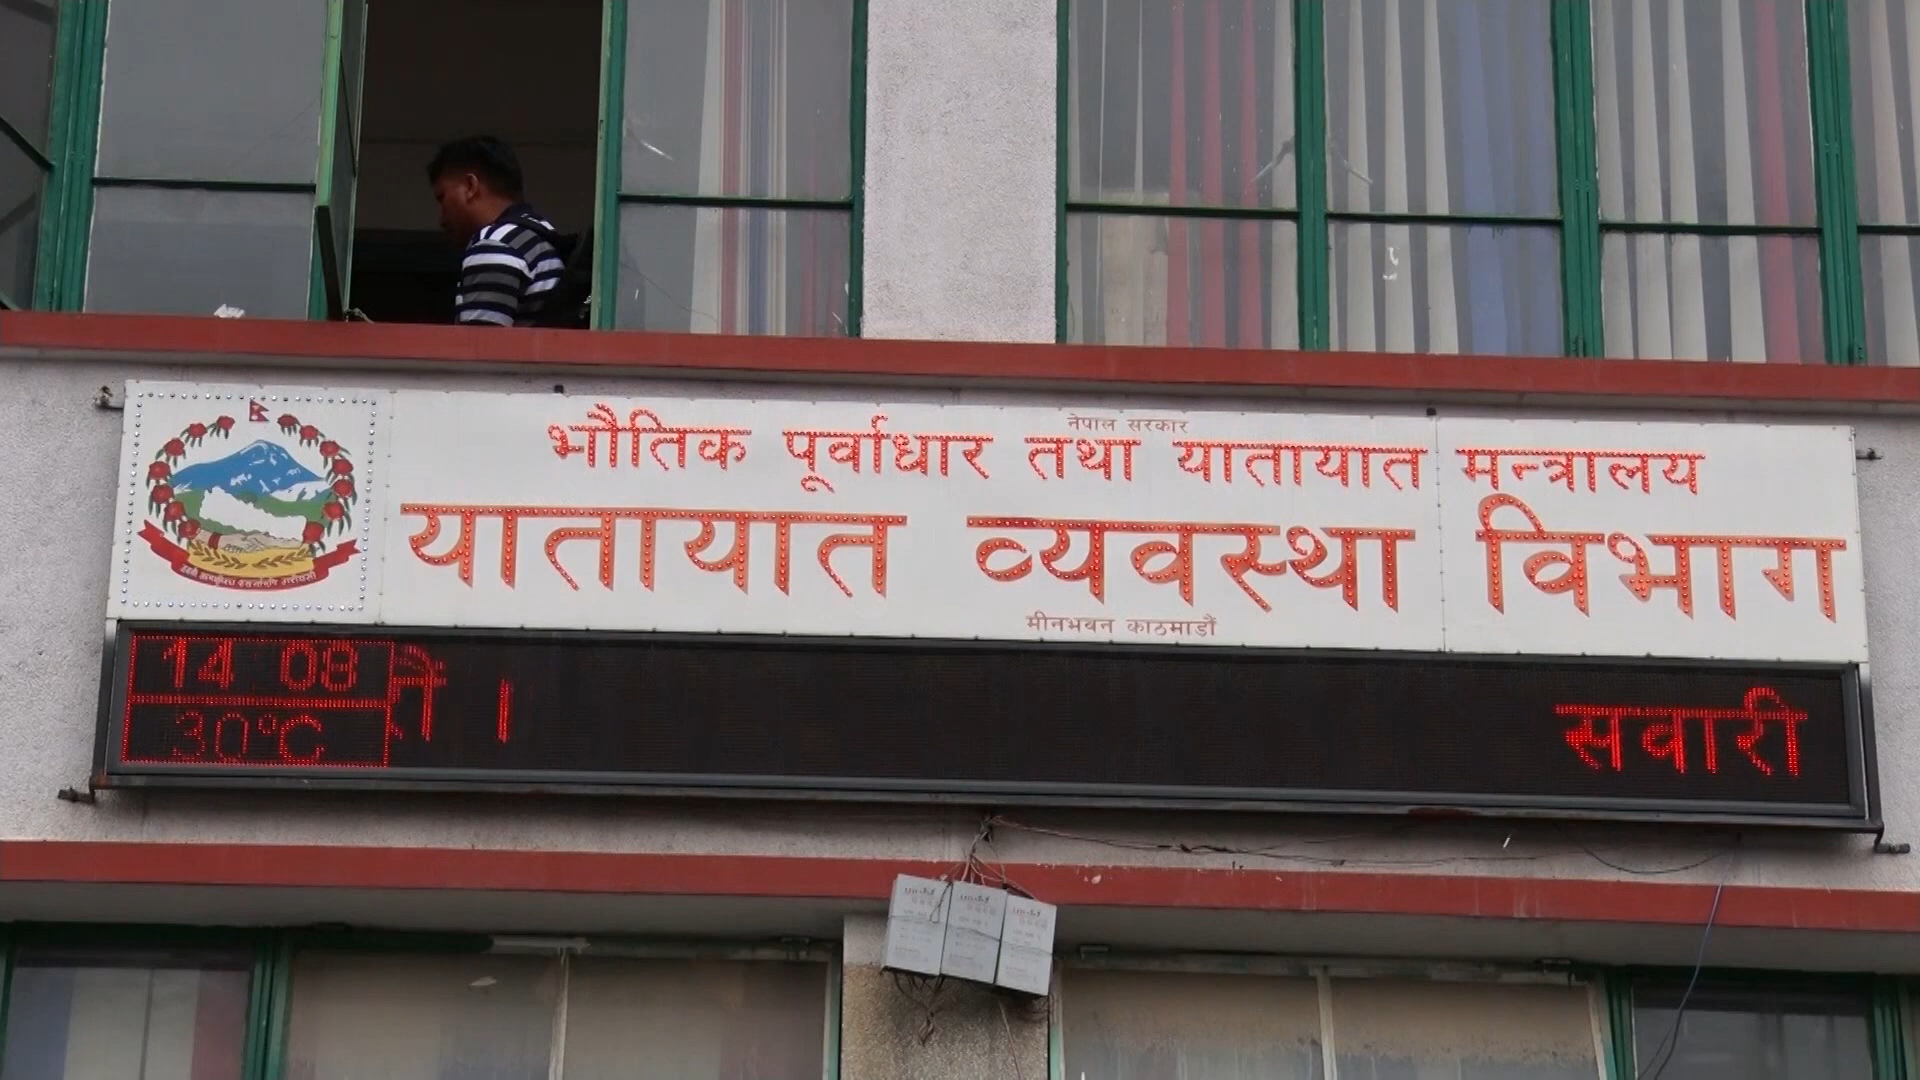 नेपाल सरकार
भौतिक पूर्वाधार तथा यातायात मन्त्रालय
यातायात व्यवस्था विभाग
मीनभवन काठमाडौं
14 08
30°C
। सवारी